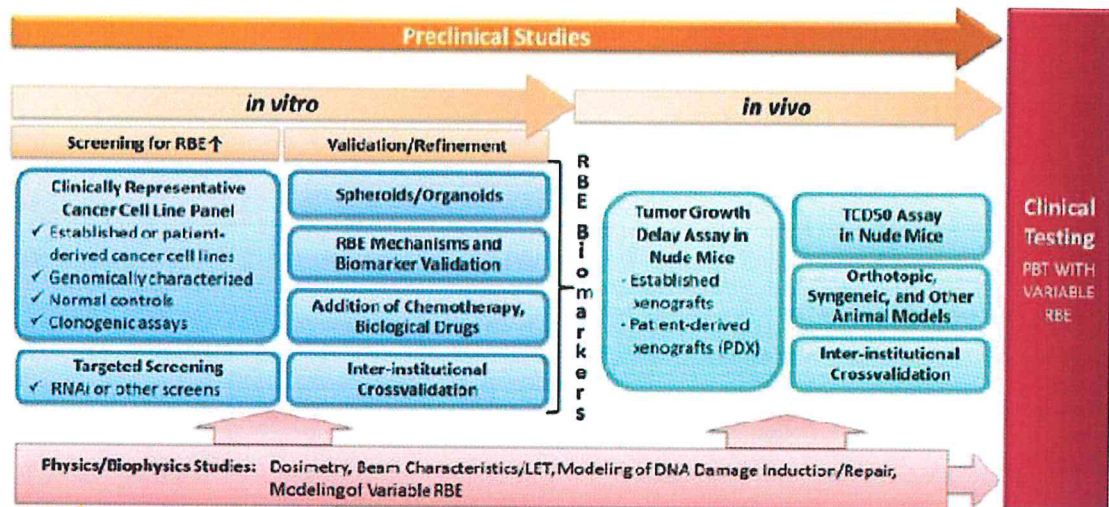 Preclinical Studies
in vitro
in vivo
Screening for RBE↑
Validation/Refinement
Clinically Representative
Cancer Cell Line Panel
✓ Established or patient-
derived cancer cell lines
✓ Genomically characterized
✓ Normal controls
✓ Clonogenic assays
Targeted Screening
✓ RNAi or other screens
Spheroids/Organoids
RBE Mechanisms and
Biomarker Validation
Addition of Chemotherapy,
Biological Drugs
Inter-institutional
Crossvalidation
RBE Biomarkers
Tumor Growth
Delay Assay in
Nude Mice
- Established
xenografts
- Patient-derived
xenografts (PDX)
TCD50 Assay
in Nude Mice
Orthotopic,
Syngeneic, and Other
Animal Models
Inter-institutional
Crossvalidation
Clinical
Testing
PBT WITH
VARIABLE
RBE
Physics/Biophysics Studies: Dosimetry, Beam Characteristics/LET, Modeling of DNA Damage Induction/Repair,
Modeling of Variable RBE